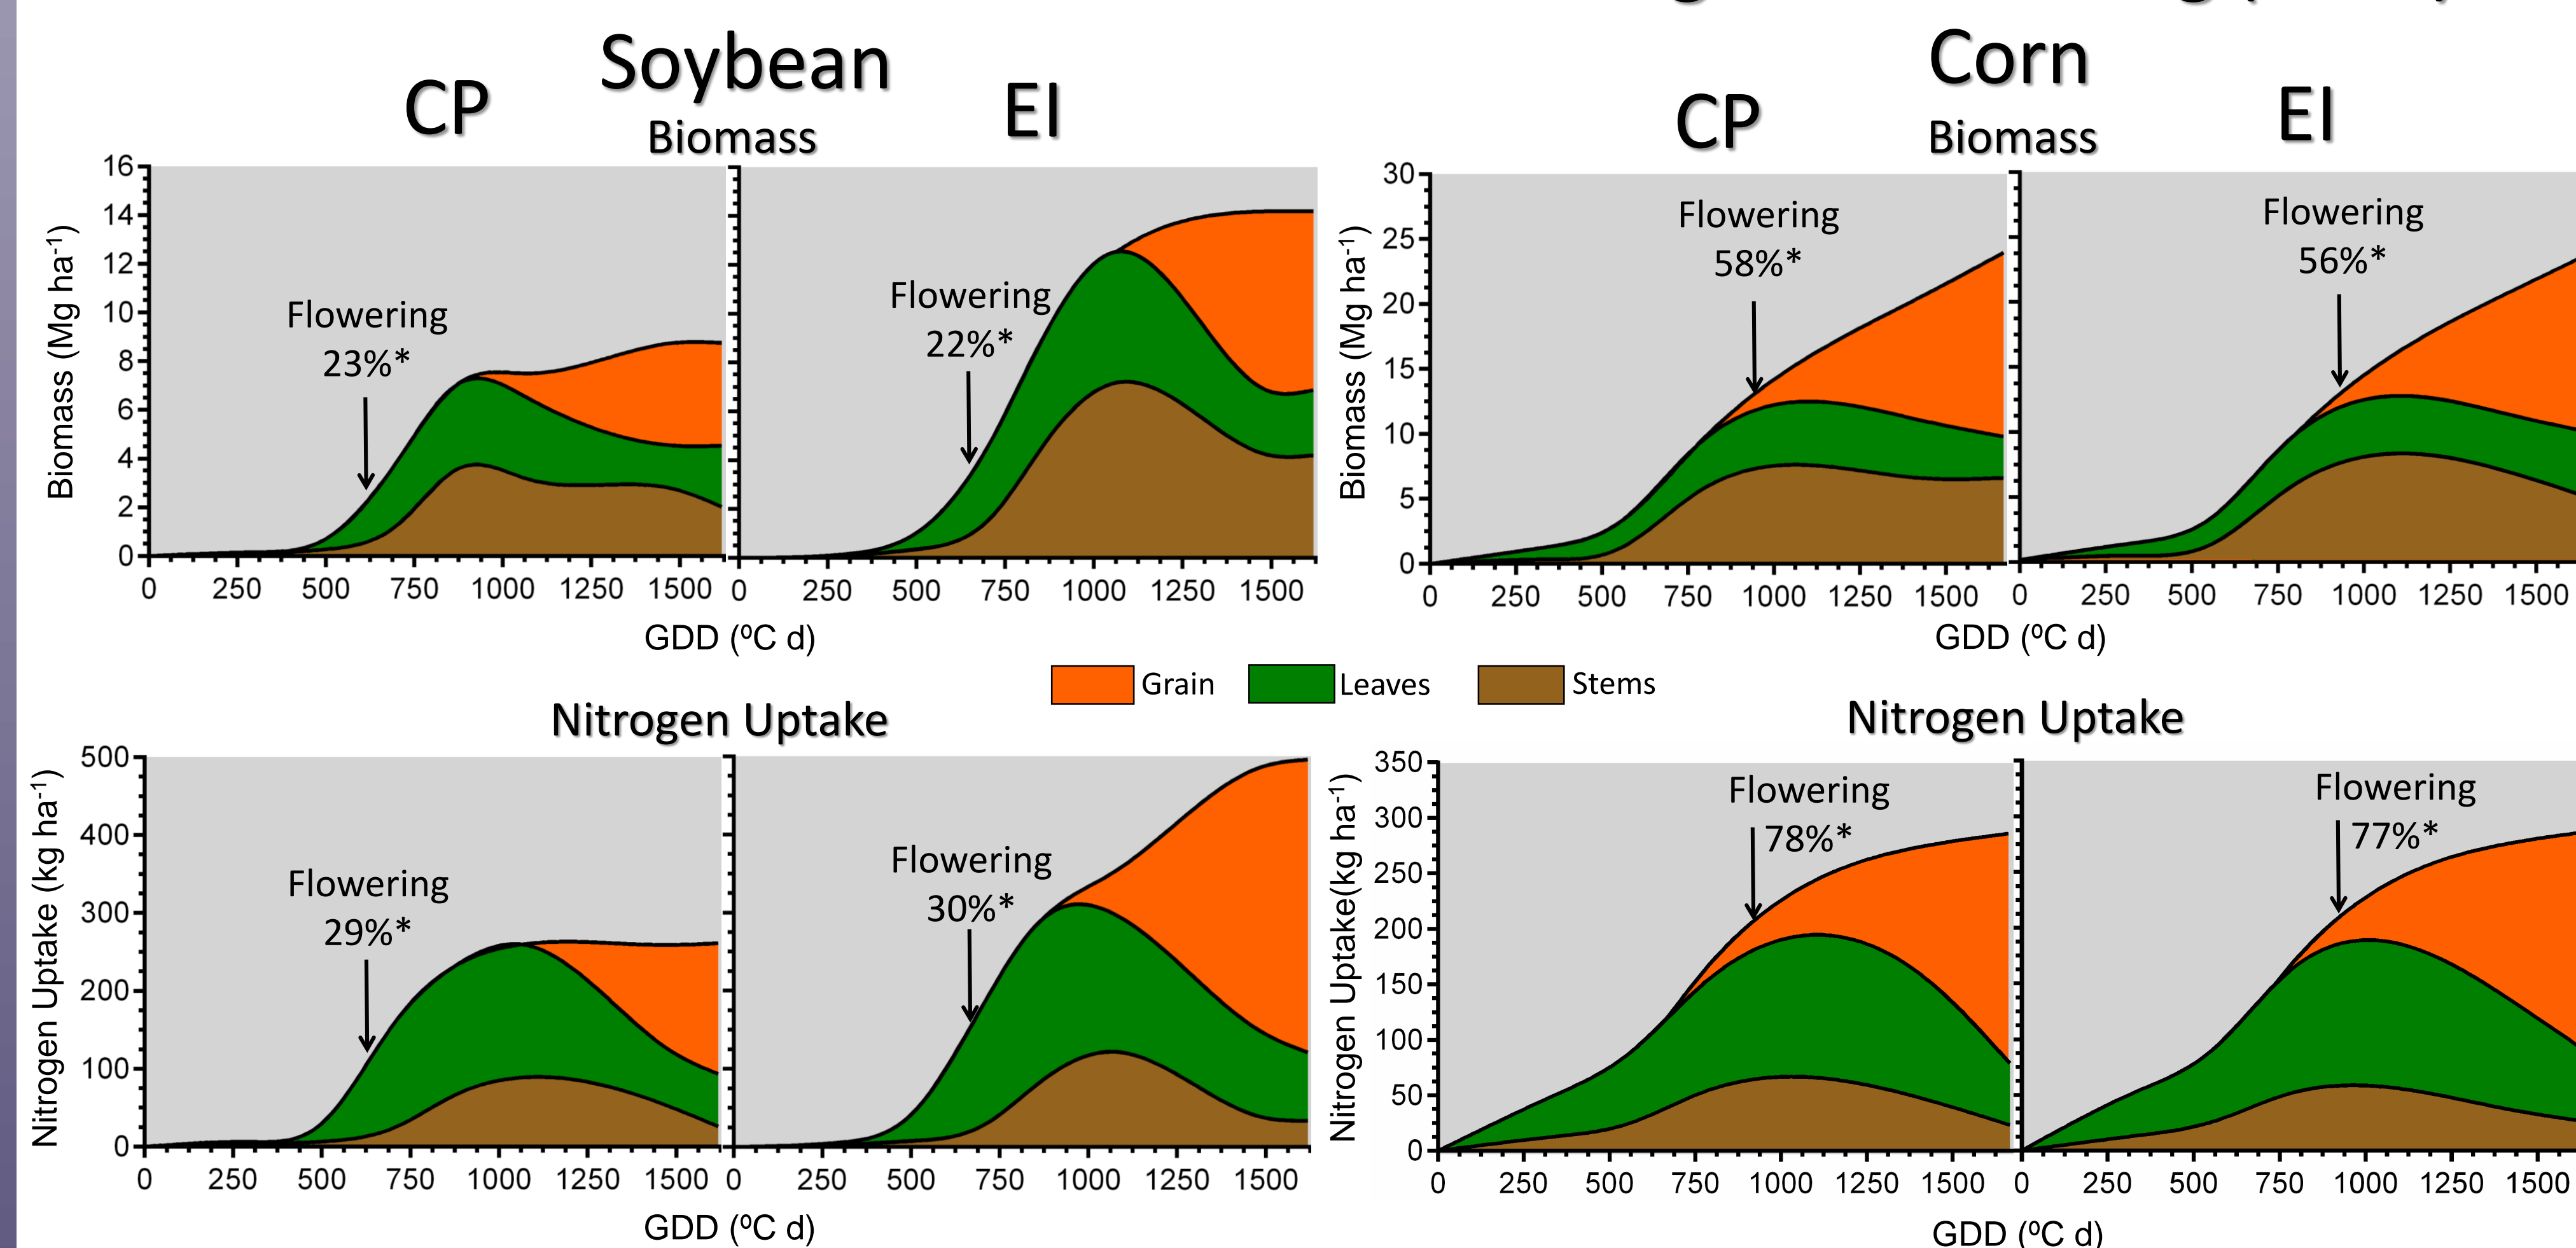 Soybean
CP
EI
Biomass
Corn
CP
EI
Biomass
Biomass (Mg ha-1)
16
14
12
10
8
6
4
2
0
Flowering
23%*
Flowering
22%*
0 250 500 750 1000 1250 1500
0 250 500 750 1000 1250 1500
GDD (ºC d)
Biomass (Mg ha-1)
30
25
20
15
10
5
0
Flowering
58%*
Flowering
56%*
0 250 500 750 1000 1250 1500
0 250 500 750 1000 1250 1500
GDD (ºC d)
Grain
Leaves
Stems
Nitrogen Uptake
Nitrogen Uptake (kg ha-1)
500
400
300
200
100
0
Flowering
29%*
Flowering
30%*
0 250 500 750 1000 1250 1500
0 250 500 750 1000 1250 1500
GDD (ºC d)
Nitrogen Uptake
Nitrogen Uptake(kg ha-1)
350
300
250
200
150
100
50
0
Flowering
78%*
Flowering
77%*
0 250 500 750 1000 1250 1500
0 250 500 750 1000 1250 1500
GDD (ºC d)